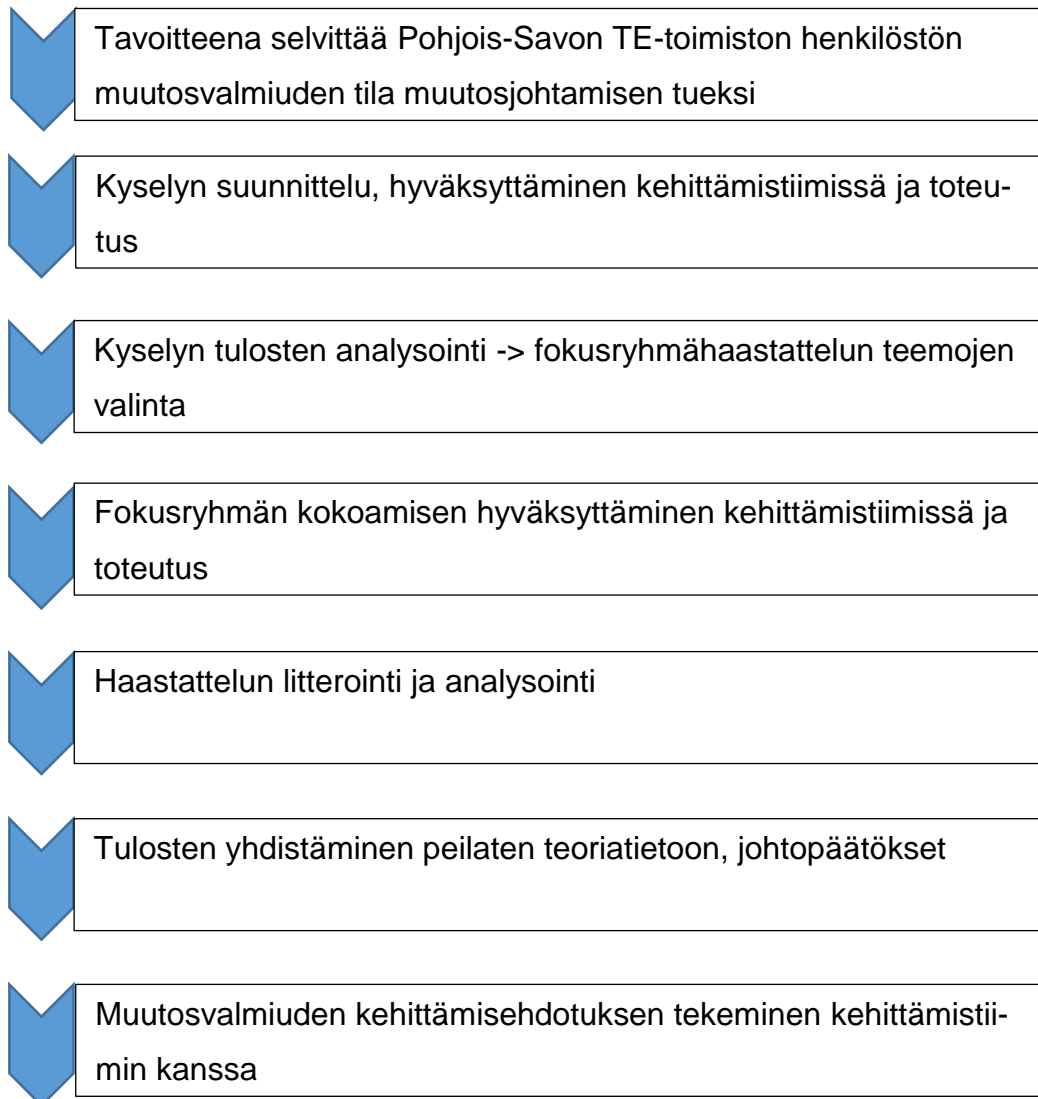 Tavoitteena selvittää Pohjois-Savon TE-toimiston henkilöstön
muutosvalmiuden tila muutosjohtamisen tueksi
Kyselyn suunnittelu, hyväksyttäminen kehittämistiimissä ja toteu-
tus
Kyselyn tulosten analysointi -> fokusryhmähaastattelun teemojen
valinta
Fokusryhmän kokoamisen hyväksyttäminen kehittämistiimissä ja
toteutus
Haastattelun litterointi ja analysointi
Tulosten yhdistäminen peilaten teoriatietoon, johtopäätökset
Muutosvalmiuden kehittämisehdotuksen tekeminen kehittämistii-
min kanssa